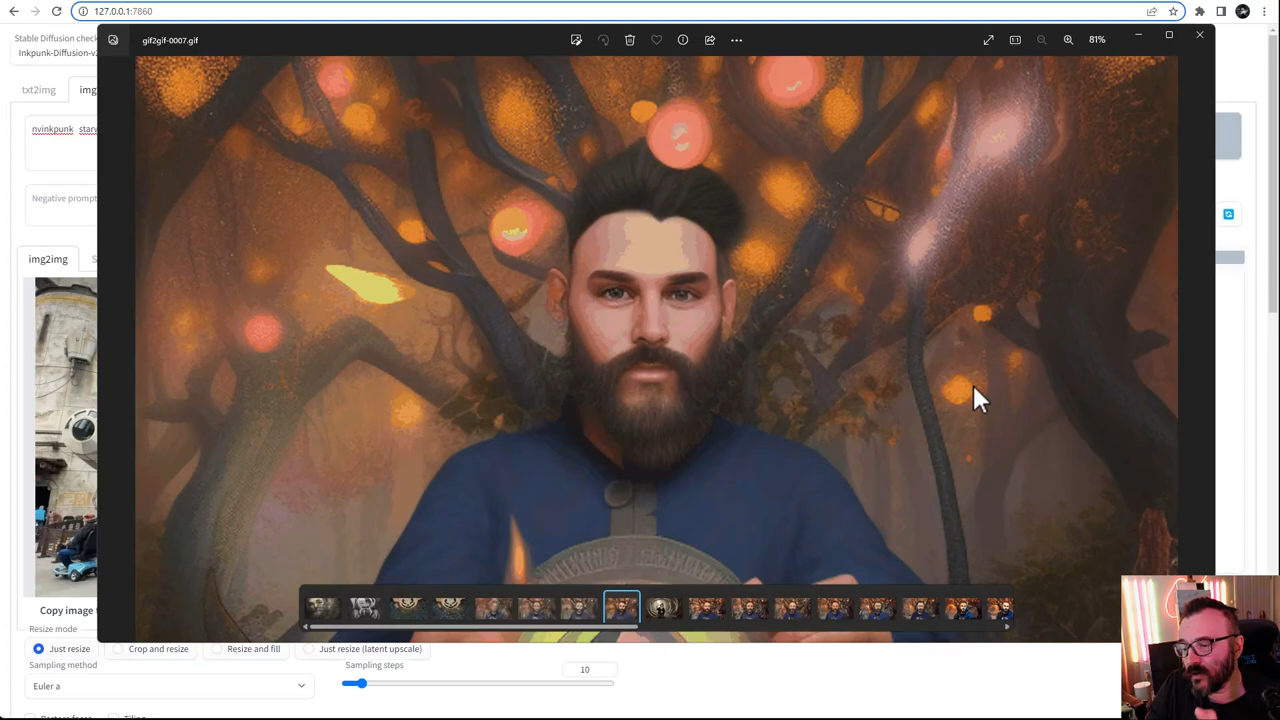 127.0.0.1:7860
Stable Diffusion check
Inkpunk-Diffusion-v2
gif2gif-0007.gif
81%
txt2img
img
nvinkpunk starw
Negative prompt
img2img
S
Copy image t
Resize mode
Just resize
Crop and resize
Resize and fill
Just resize (latent upscale)
Sampling method
Sampling steps
10
Euler a